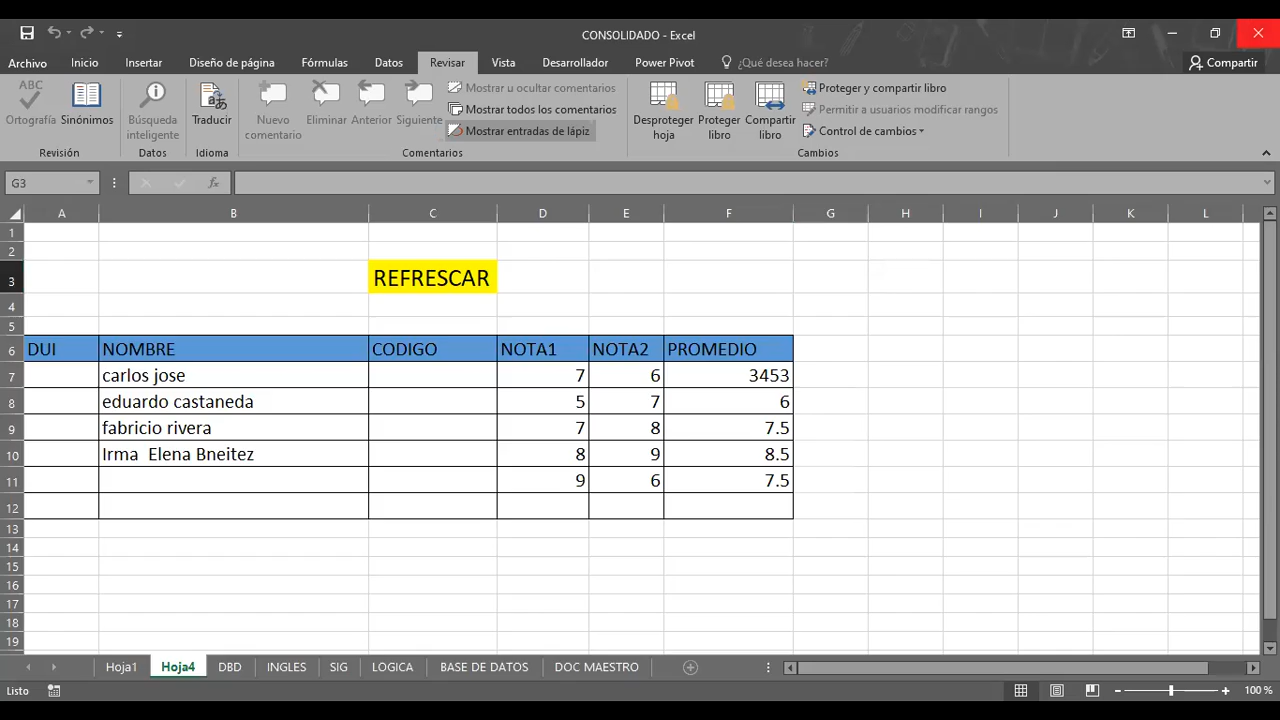 CONSOLIDADO - Excel
Archivo Inicio Insertar Diseño de página Fórmulas Datos Revisar Vista Desarrollador Power Pivot ¿Qué desea hacer? Compartir
ABC
Ortografía Sinónimos Búsqueda inteligente Traducir Nuevo comentario Eliminar Anterior Siguiente
Mostrar u ocultar comentarios
Mostrar todos los comentarios
Mostrar entradas de lápiz
Desproteger hoja Proteger libro Compartir libro
Proteger y compartir libro
Permitir a usuarios modificar rangos
Control de cambios
Revisión Datos Idioma Comentarios Cambios
G3 fx
A B C D E F G H I J K L
1
2
3 REFRESCAR
4
5
6 DUI NOMBRE CODIGO NOTA1 NOTA2 PROMEDIO
7 carlos jose 7 6 3453
8 eduardo castaneda 5 7 6
9 fabricio rivera 7 8 7.5
10 Irma Elena Bneitez 8 9 8.5
11 9 6 7.5
12
13
14
15
16
17
18
19
Hoja1 Hoja4 DBD INGLES SIG LOGICA BASE DE DATOS DOC MAESTRO
Listo 100 %